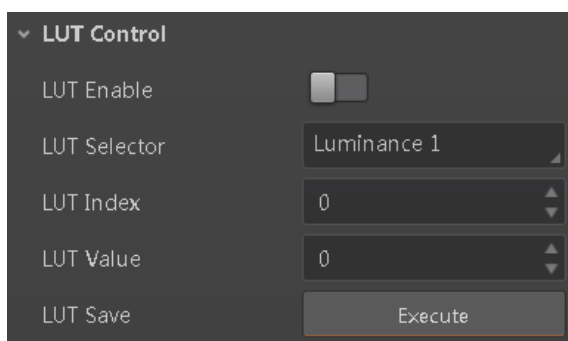 LUT Control
LUT Enable
LUT Selector Luminance 1
LUT Index 0
LUT Value 0
LUT Save Execute